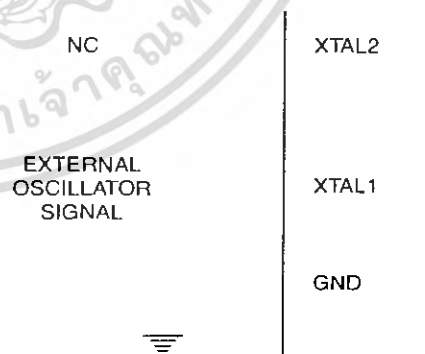 NC
XTAL2
EXTERNAL
OSCILLATOR
SIGNAL
XTAL1
GND